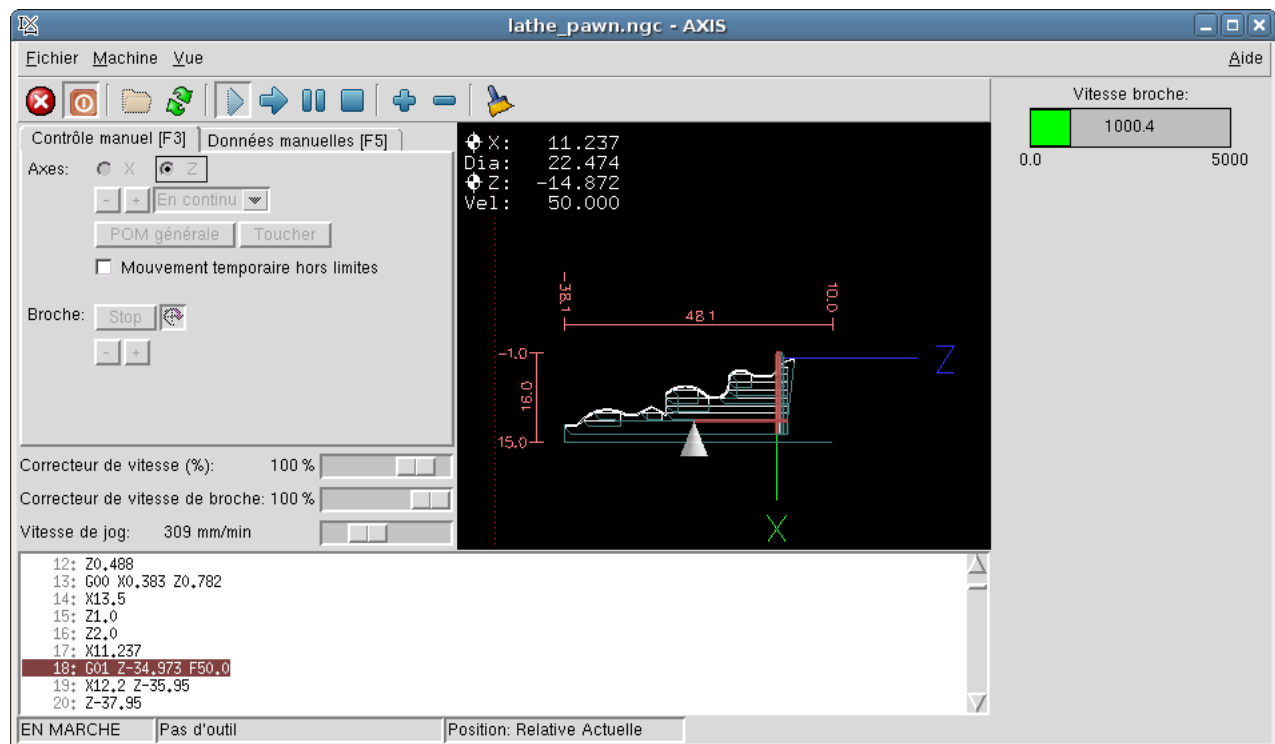 lathe_pawn.ngc - AXIS
Fichier Machine Vue
Aide
Contrôle manuel [F3] Données manuelles [F5]
Axes: X Z
- + En continu
POM générale Toucher
Mouvement temporaire hors limites
Broche: Stop
- +
Correcteur de vitesse (%): 100 %
Correcteur de vitesse de broche: 100 %
Vitesse de jog: 309 mm/min
X: 11.237
Dia: 22.474
Z: -14.872
Vel: 50.000
-38.1
10.0
48.1
-1.0
16.0
15.0
Z
X
Vitesse broche:
1000.4
0.0 5000
12: Z0.488
13: G00 X0.383 Z0.782
14: X13.5
15: Z1.0
16: Z2.0
17: X11.237
18: G01 Z-34.973 F50.0
19: X12.2 Z-35.95
20: Z-37.95
EN MARCHE Pas d'outil Position: Relative Actuelle